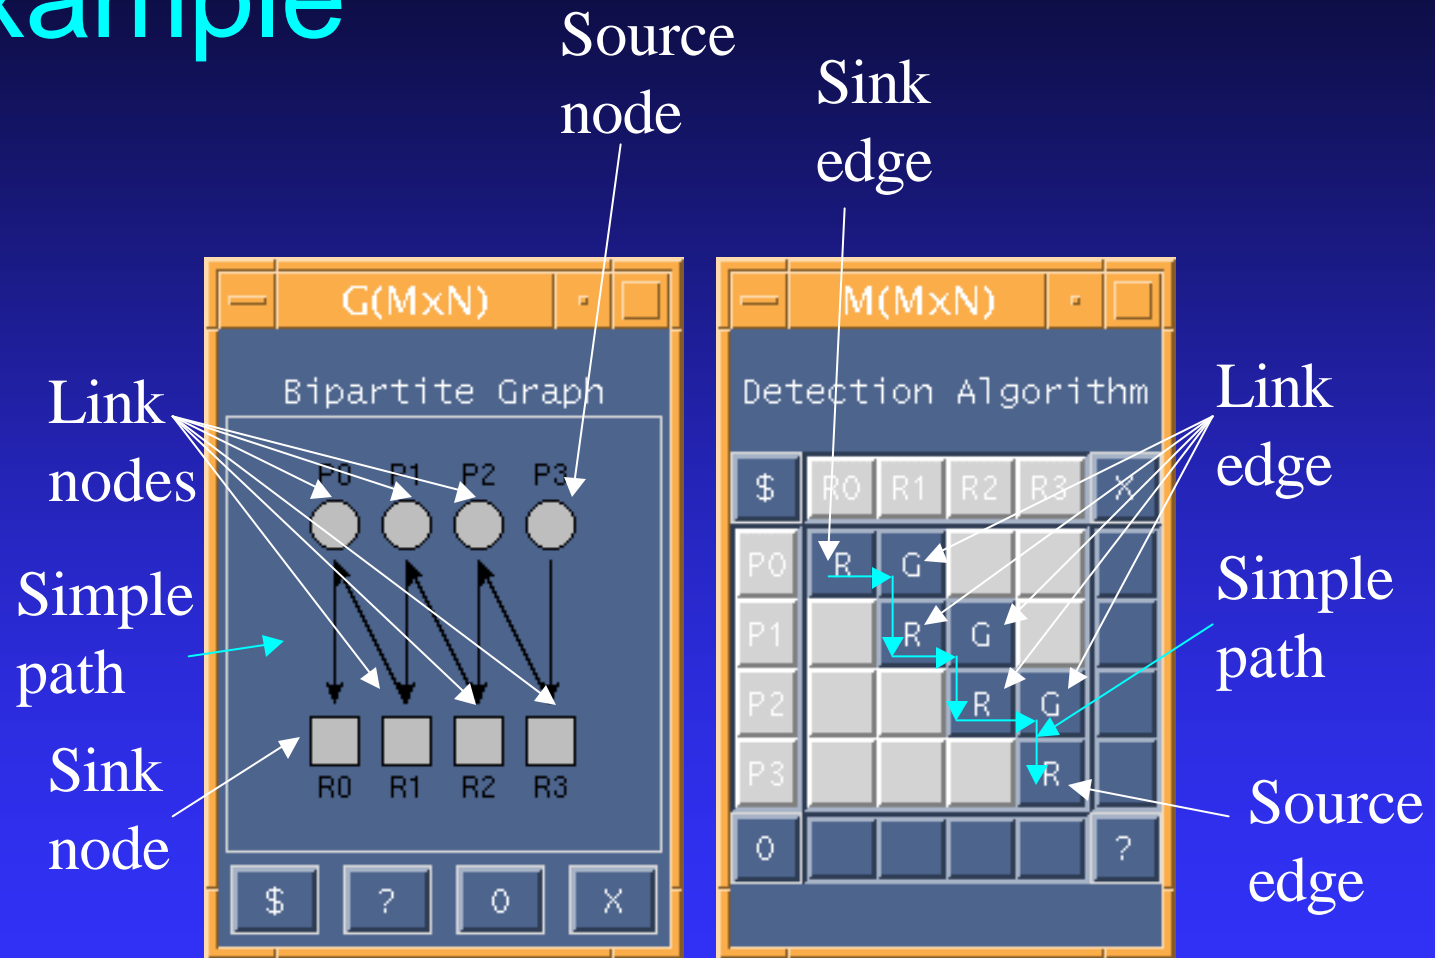 xample
Source
node
Sink
edge
G(MxN)
Bipartite Graph
Link
nodes
P0 P1 P2 P3
Simple
path
Sink
node
R0 R1 R2 R3
$ ? O X
M(MxN)
Detection Algorithm
$ R0 R1 R2 R3 X
P0 R G
P1 R G
P2 R G
P3 R
O ?
Link
edge
Simple
path
Source
edge